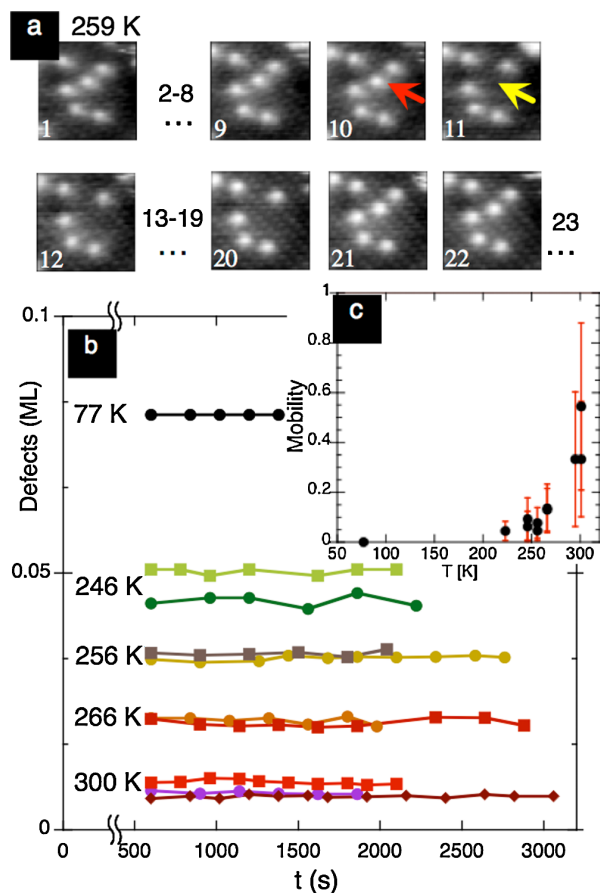 a 259 K
2-8
...
1 9 10 11
13-19
...
23
...
12 20 21 22
0.1
b
77 K
Defects (ML)
0.05
246 K
256 K
266 K
300 K
0
0 500 1000 1500 2000 2500 3000
t (s)
c
1
0.8
0.6
0.4
0.2
0
Mobility
50 100 150 200 250 300
T [K]